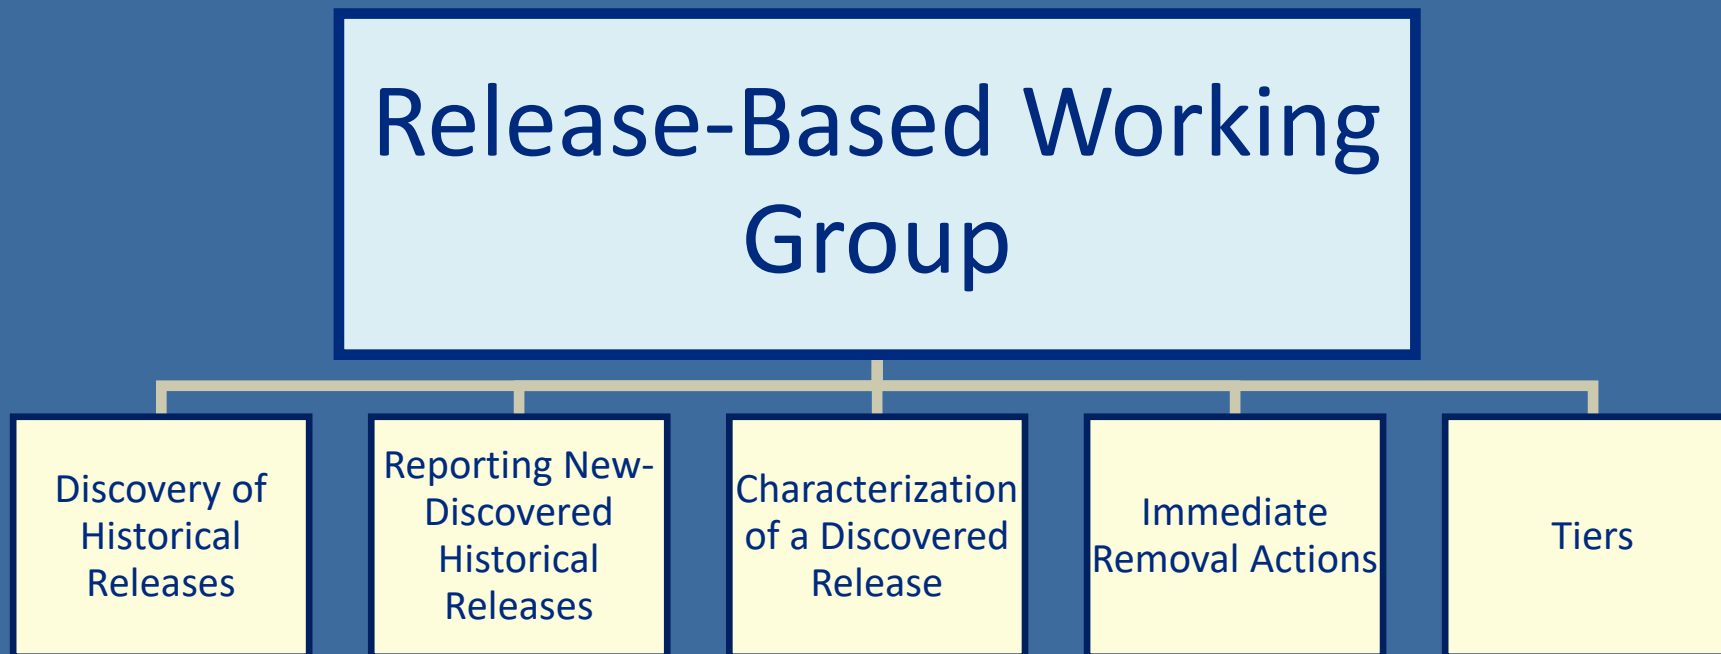 Release-Based Working
Group
Discovery of
Historical
Releases
Reporting New-
Discovered
Historical
Releases
Characterization
of a Discovered
Release
Immediate
Removal Actions
Tiers